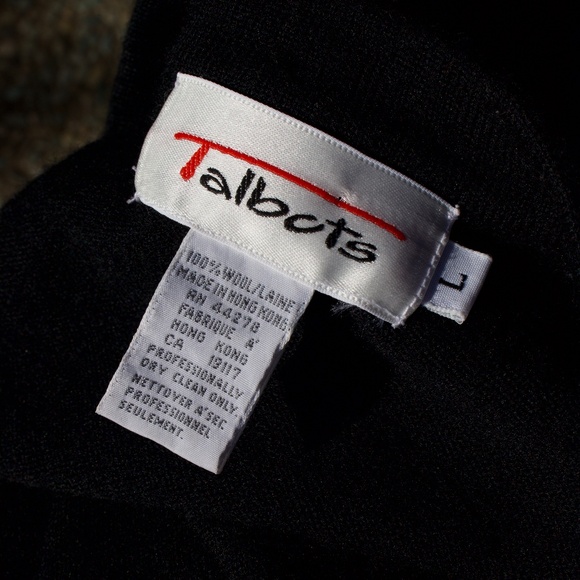 Talbots
L
100% WOOL/LAINE
MADE IN HONG KONG
RN 44278
FABRIQUE À
HONG KONG
CA 19117
PROFESSIONALLY
DRY CLEAN ONLY.
NETTOYER À SEC
PROFESSIONNEL
SEULEMENT.